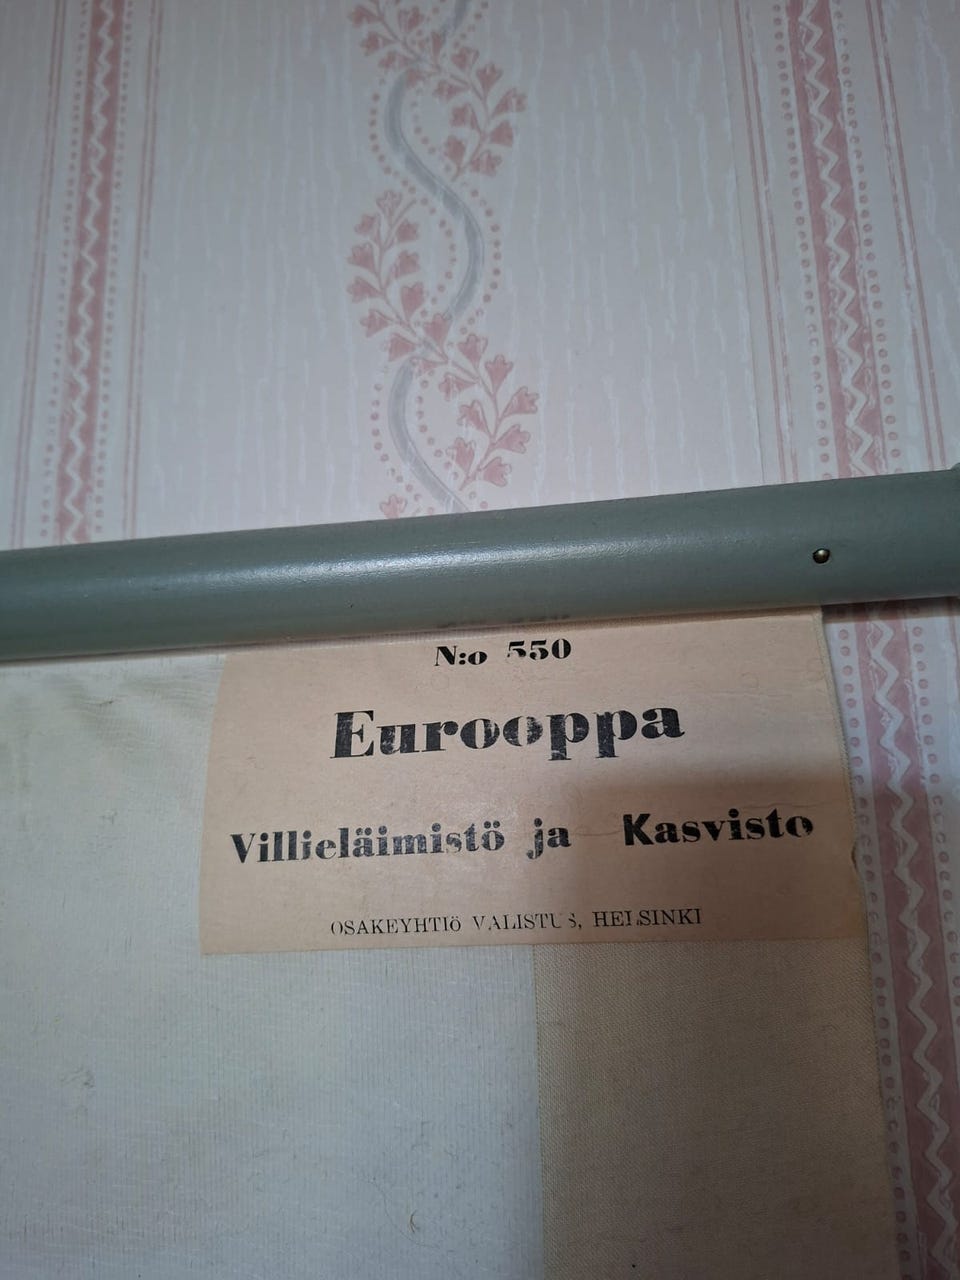 N:o 550
Eurooppa
Villieläimistö ja Kasvisto
OSAKEYHTIö VALISTUS, HELSINKI